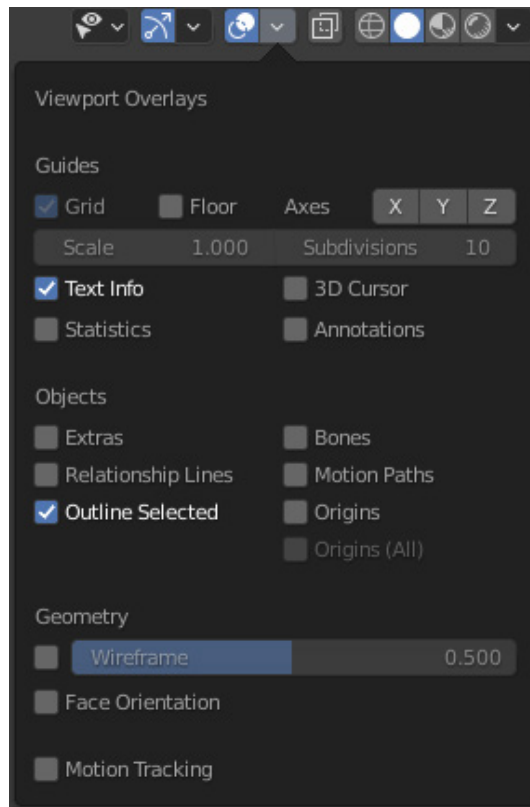 Viewport Overlays
Guides
Grid Floor Axes X Y Z
Scale 1.000 Subdivisions 10
Text Info 3D Cursor
Statistics Annotations
Objects
Extras Bones
Relationship Lines Motion Paths
Outline Selected Origins
Origins (All)
Geometry
Wireframe 0.500
Face Orientation
Motion Tracking